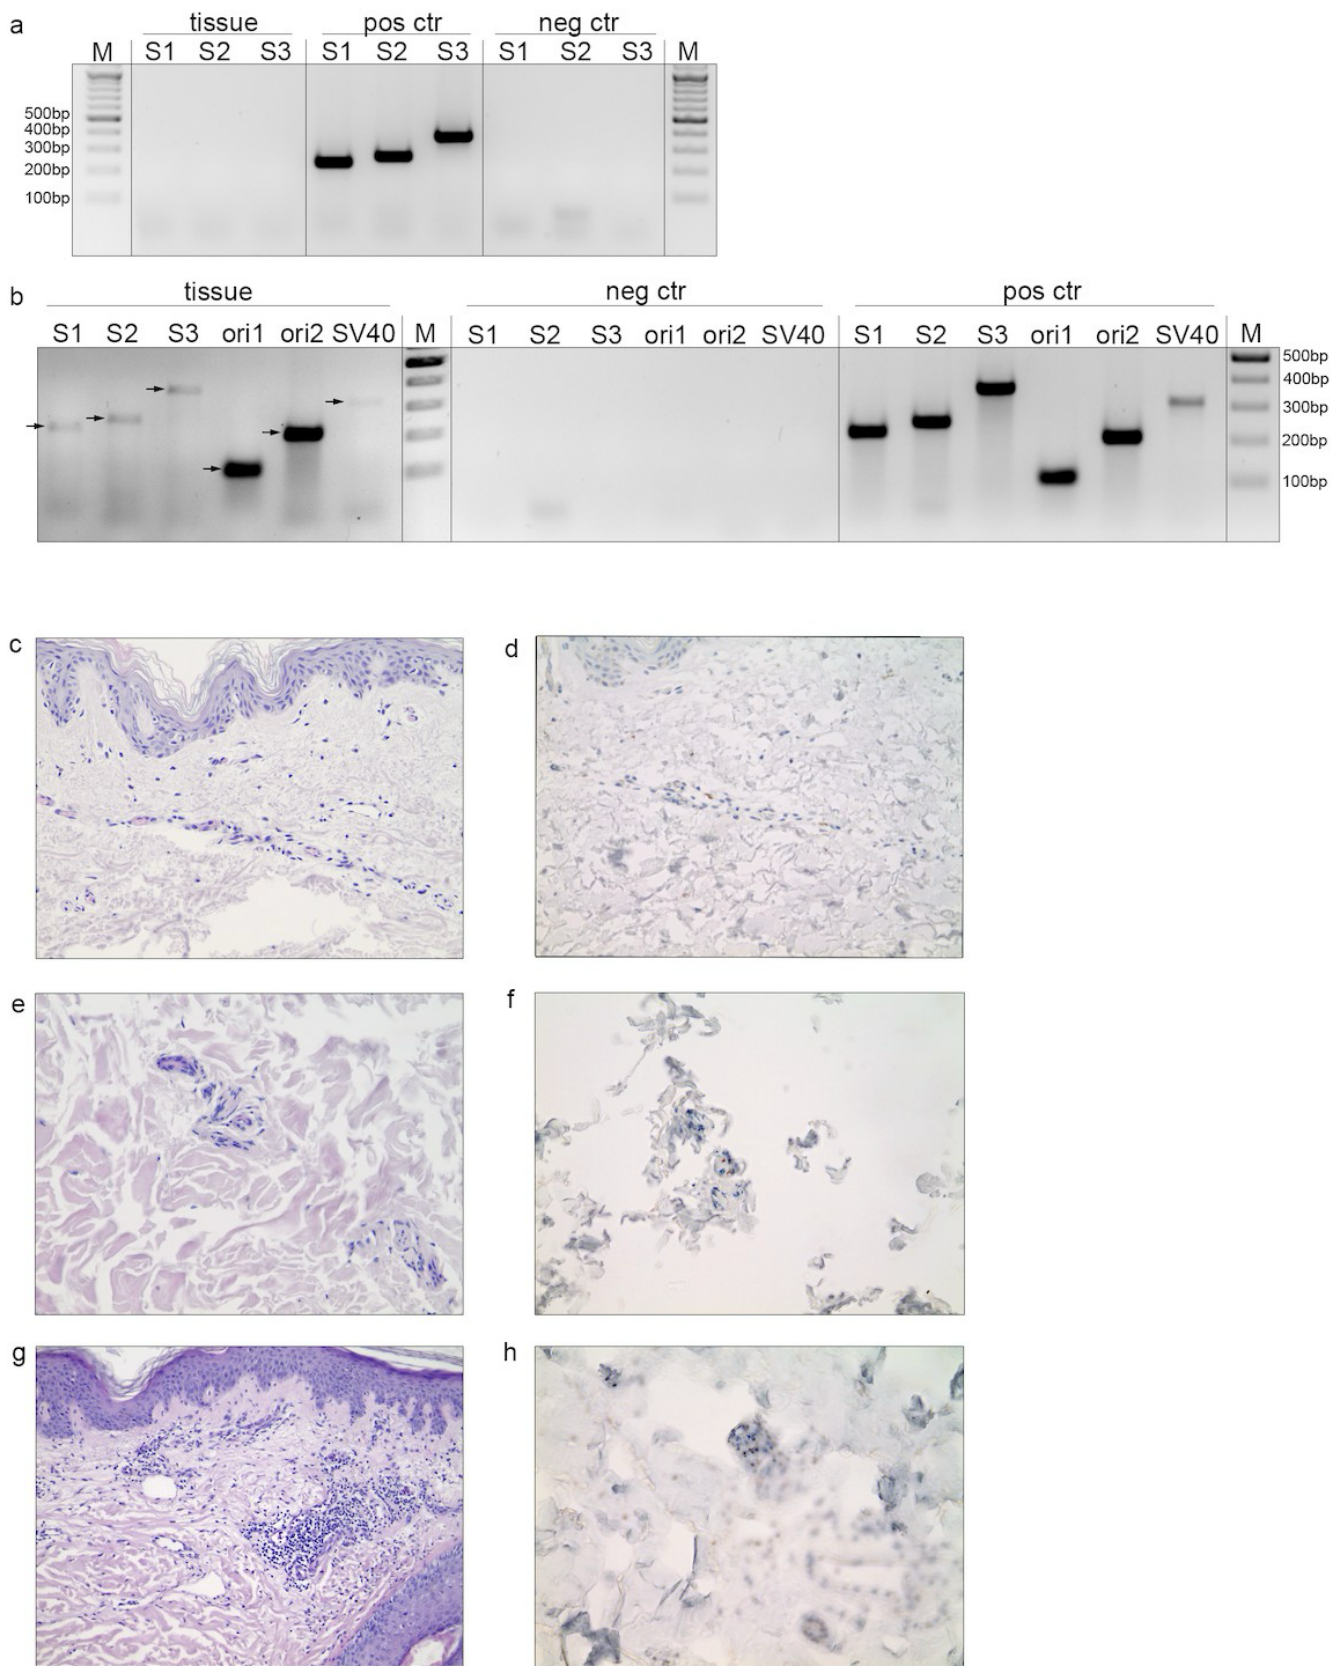 a
tissue pos ctr neg ctr
M S1 S2 S3 S1 S2 S3 S1 S2 S3 M
500bp
400bp
300bp
200bp
100bp
b
tissue neg ctr pos ctr
S1 S2 S3 ori1 ori2 SV40 M S1 S2 S3 ori1 ori2 SV40 S1 S2 S3 ori1 ori2 SV40 M
500bp
400bp
300bp
200bp
100bp
c d
e f
g h